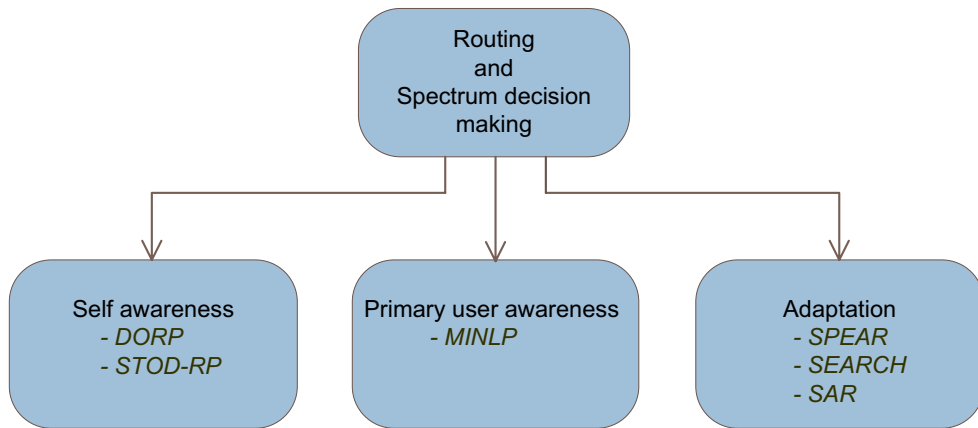 Routing
and
Spectrum decision
making
Self awareness
- DORP
- STOD-RP
Primary user awareness
- MINLP
Adaptation
- SPEAR
- SEARCH
- SAR